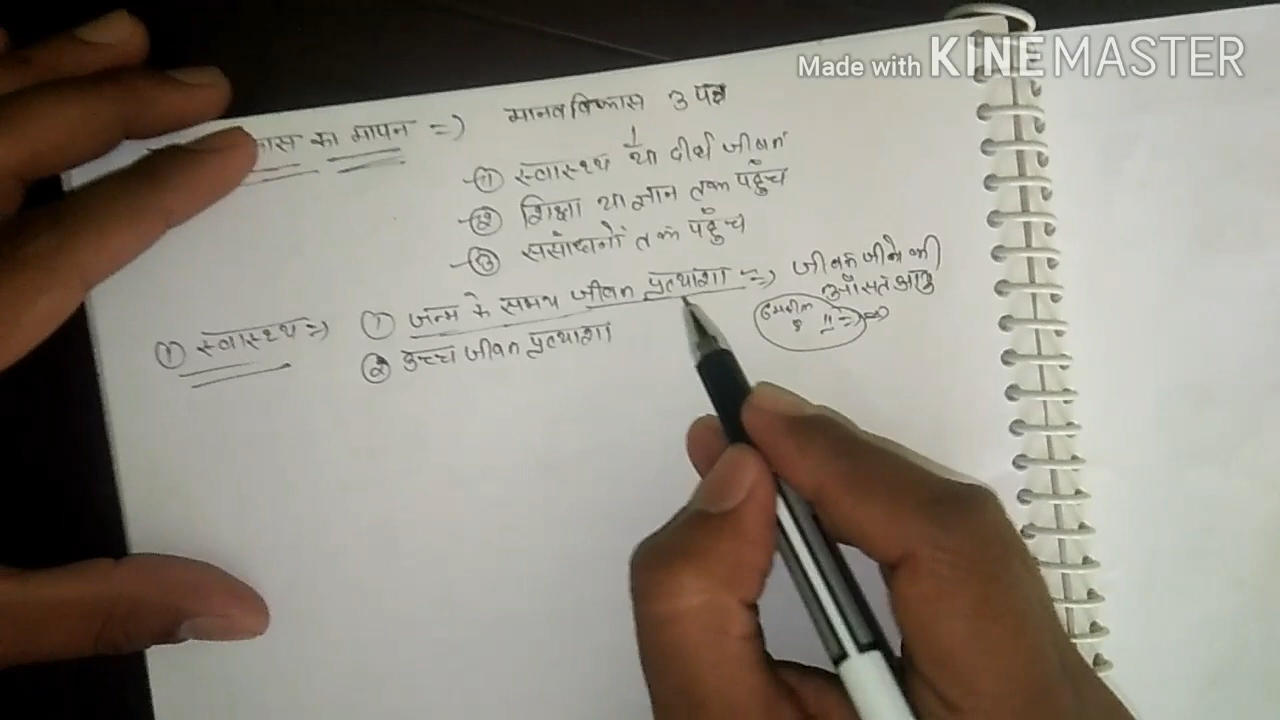 Made with KINEMASTER
कास का मापन => मानव विकास 3 पक्ष
① स्वास्थ्य या दीर्घ जीवन
② शिक्षा या ज्ञान तक पहुँच
③ संसाधनों तक पहुँच
① स्वास्थ्य => ① जन्म के समय जीवन प्रत्याशा => जीवन जीने की
औसत आयु
② उच्च जीवन प्रत्याशा